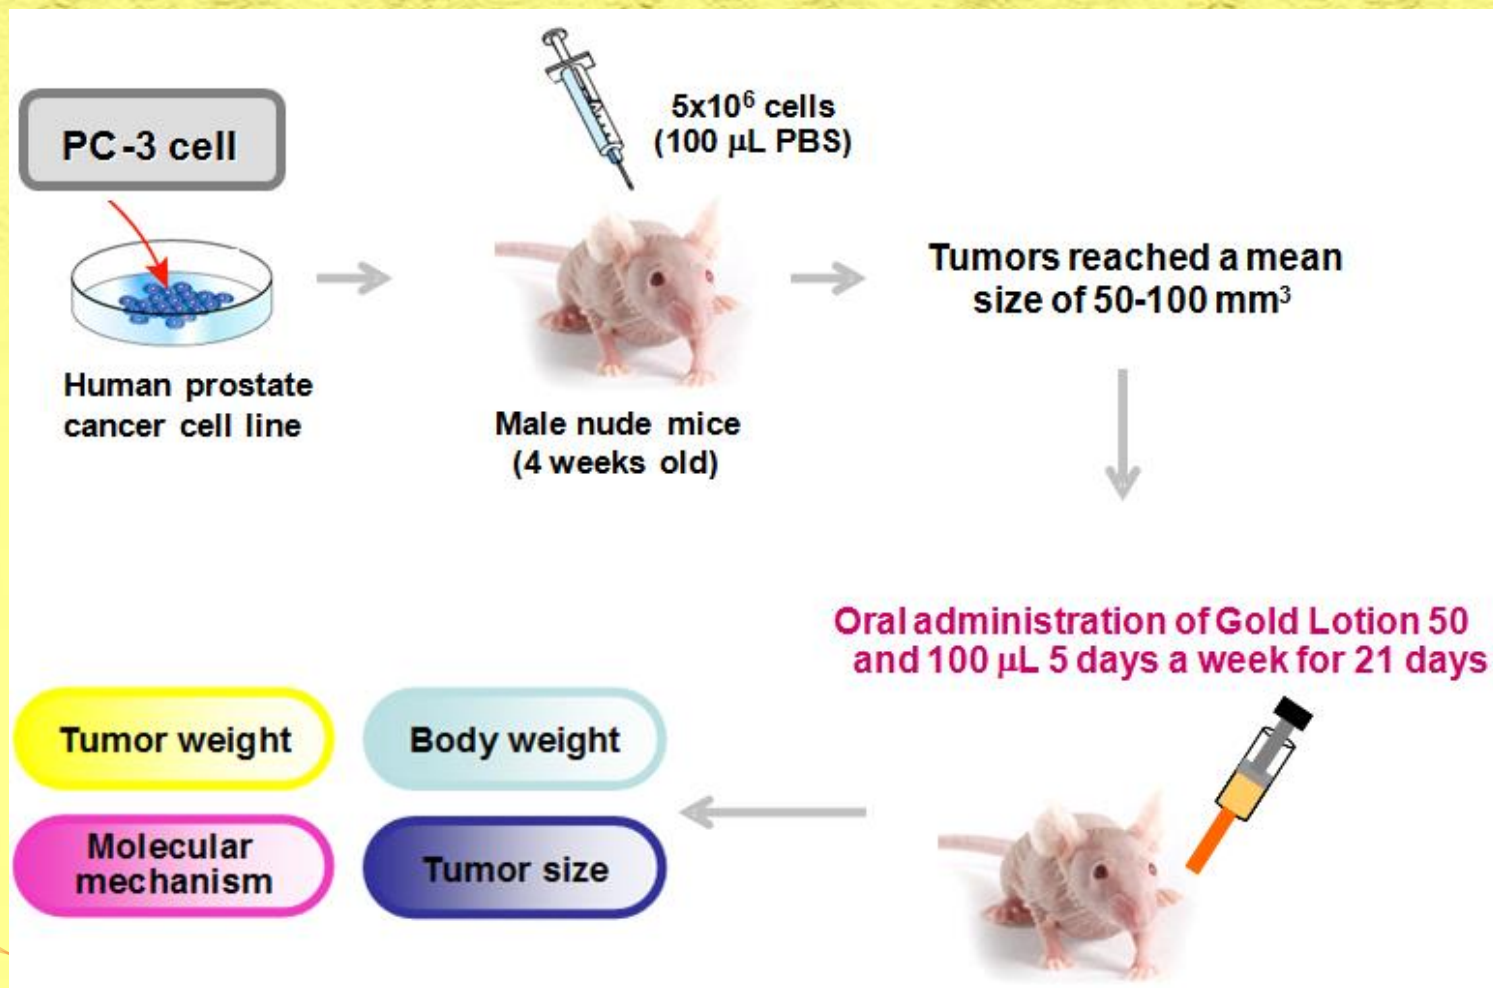 PC-3 cell
Human prostate
cancer cell line
5x10⁶ cells
(100 μL PBS)
Male nude mice
(4 weeks old)
Tumors reached a mean
size of 50-100 mm³
Oral administration of Gold Lotion 50
and 100 μL 5 days a week for 21 days
Tumor weight
Body weight
Molecular
mechanism
Tumor size